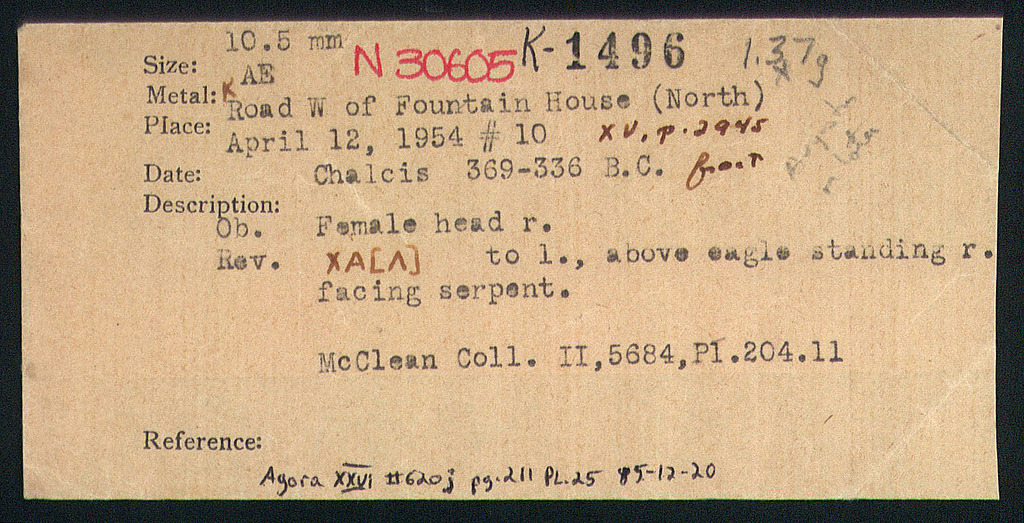 10.5 mm N 30605 K-1496 1.37g
Size:
AE
Metal:
K Road W of Fountain House (North)
Place:
April 12, 1954 # 10 XV, p. 2945
Date: Chalcis 369-336 B.C. front
Description:
Ob. Female head r.
Rev. XA[Λ] to l., above eagle standing r.
facing serpent.
McClean Coll. II,5684,Pl.204.11
Reference:
Agora XXVI #620j pg.211 PL.25 85-12-20